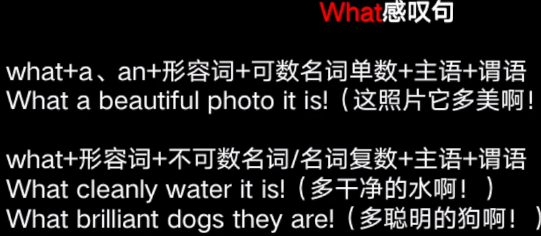 What感叹句
what+a、an+形容词+可数名词单数+主语+谓语
What a beautiful photo it is!（这照片它多美啊!
what+形容词+不可数名词/名词复数+主语+谓语
What cleanly water it is!（多干净的水啊! ）
What brilliant dogs they are!（多聪明的狗啊! ）